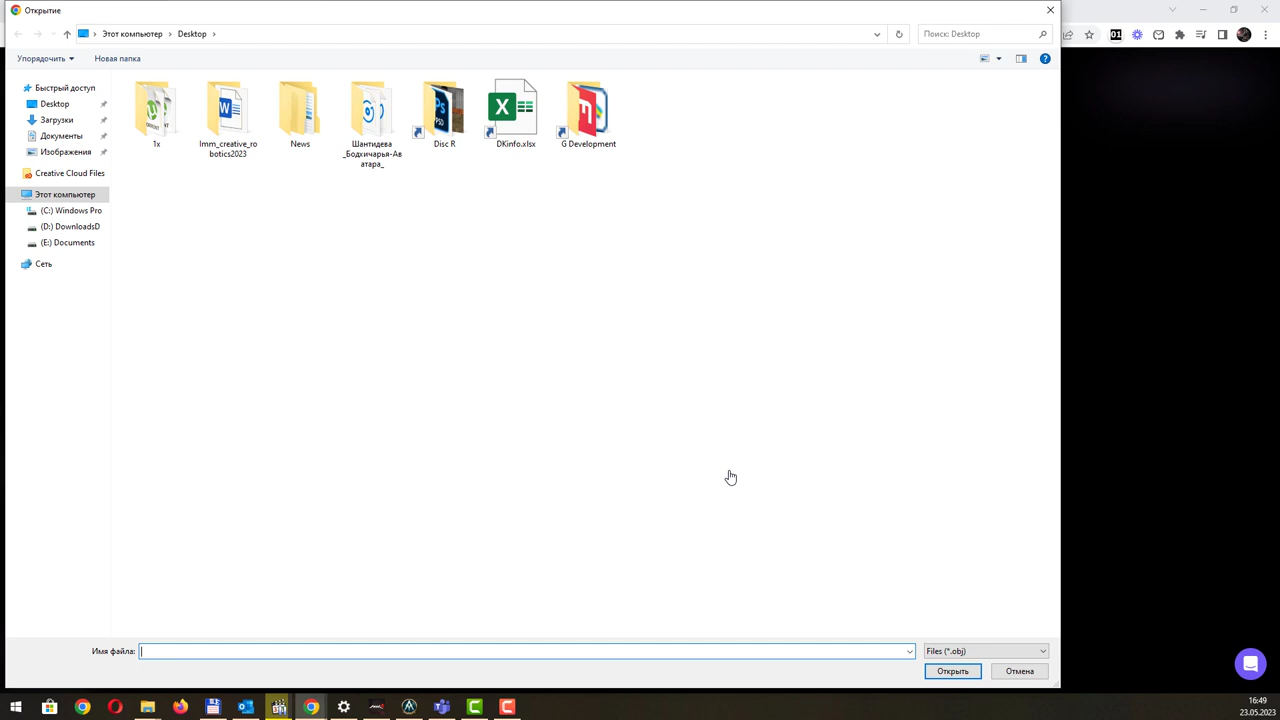 Открытие
Этот компьютер
Desktop
Поиск: Desktop
Упорядочить
Новая папка
Быстрый доступ
Desktop
Загрузки
Документы
Изображения
Creative Cloud Files
Этот компьютер
(C:) Windows Pro
(D:) DownloadsD
(E:) Documents
Сеть
1x
Imm_creative_ro
botics2023
News
Шантидева
_Бодхичарья-Ав
атара_
Disc R
DKinfo.xlsx
G Development
Имя файла:
Files (*.obj)
Открыть
Отмена
16:49
23.05.2023